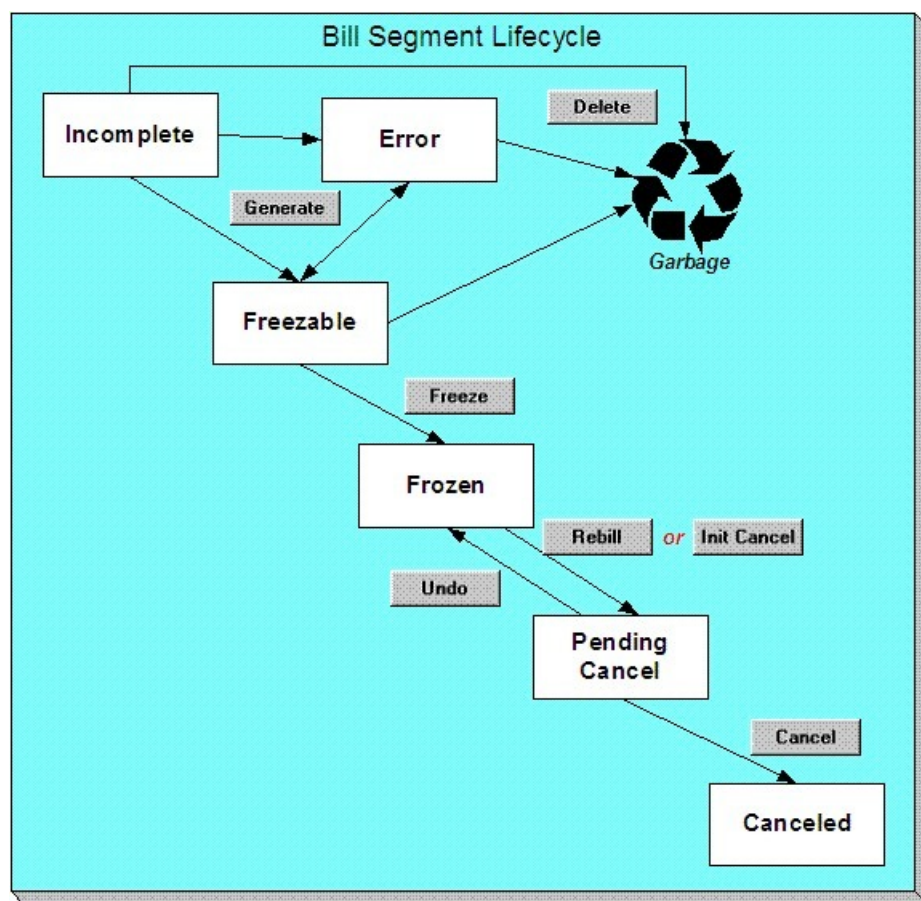 Bill Segment Lifecycle
Delete
Incomplete
Error
Generate
Garbage
Freezable
Freeze
Frozen
Rebill or Init Cancel
Undo
Pending
Cancel
Cancel
Canceled